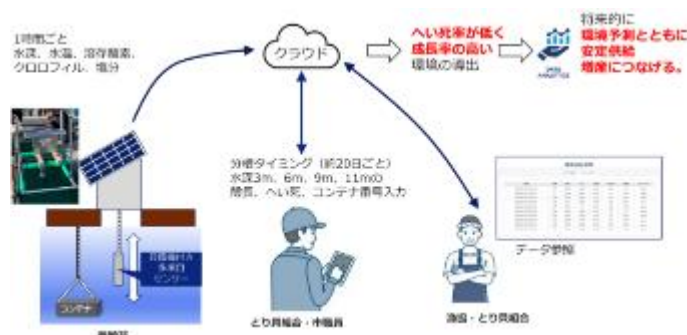 1時間ごと
水深、水温、溶存酸素、
クロロフィル、塩分
クラウド
へい死率が低く
成長率の高い
環境の導出
将来的に
環境予測とともに
安定供給
増産につなげる。
分槽タイミング（約20日ごと）
水深3m、6m、9m、11mの
殻長、へい死、コンテナ番号入力
コンテナ
センサー
データ参照
とり貝組合・市職員
漁協・とり貝組合